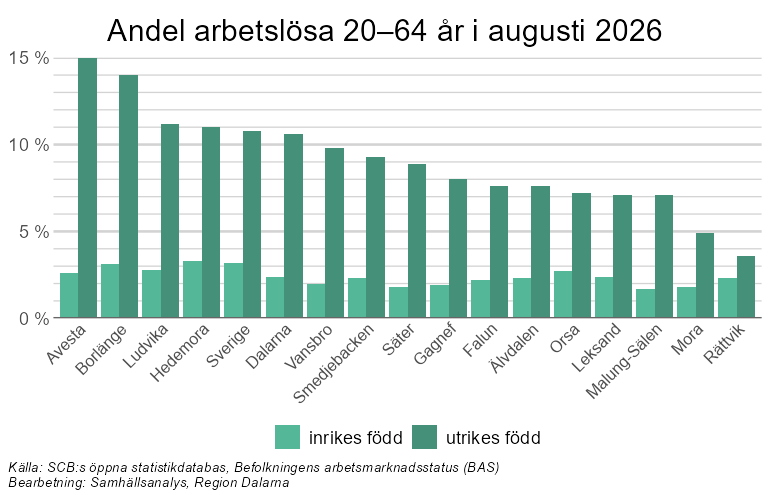 Andel arbetslösa 20–64 år i augusti 2026
15 %
10 %
5 %
0 %
Avesta
Borlänge
Ludvika
Hedemora
Sverige
Dalarna
Vansbro
Smedjebacken
Säter
Gagnef
Falun
Älvdalen
Orsa
Leksand
Malung-Sälen
Mora
Rättvik
inrikes född utrikes född
Källa: SCB:s öppna statistikdatabas, Befolkningens arbetsmarknadsstatus (BAS)
Bearbetning: Samhällsanalys, Region Dalarna